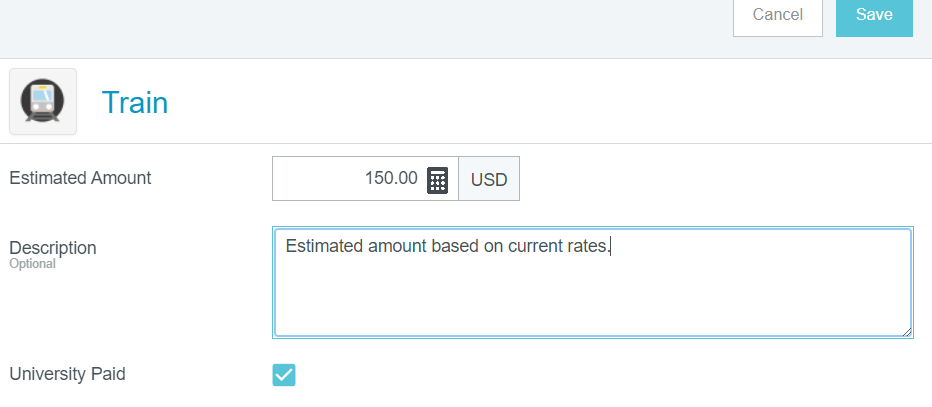 Cancel Save
Train
Estimated Amount 150.00 USD
Description Estimated amount based on current rates.
Optional
University Paid